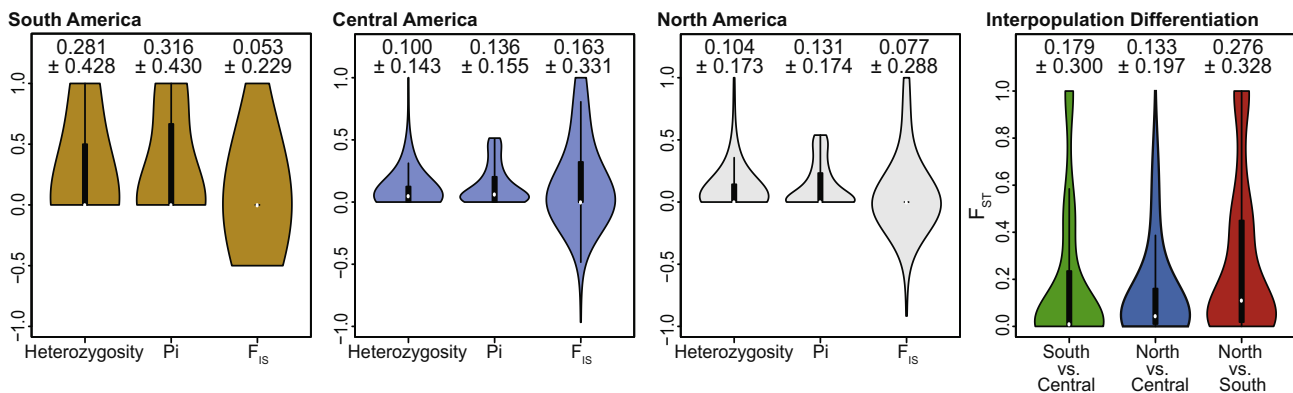 South America
0.281 0.316 0.053
± 0.428 ± 0.430 ± 0.229
1.0
0.5
0.0
−0.5
−1.0
Heterozygosity Pi F_IS
Central America
0.100 0.136 0.163
± 0.143 ± 0.155 ± 0.331
1.0
0.5
0.0
−0.5
−1.0
Heterozygosity Pi F_IS
North America
0.104 0.131 0.077
± 0.173 ± 0.174 ± 0.288
1.0
0.5
0.0
−0.5
−1.0
Heterozygosity Pi F_IS
Interpopulation Differentiation
0.179 0.133 0.276
± 0.300 ± 0.197 ± 0.328
F_ST
1.0
0.8
0.6
0.4
0.2
0.0
South North North
vs. vs. vs.
Central Central South